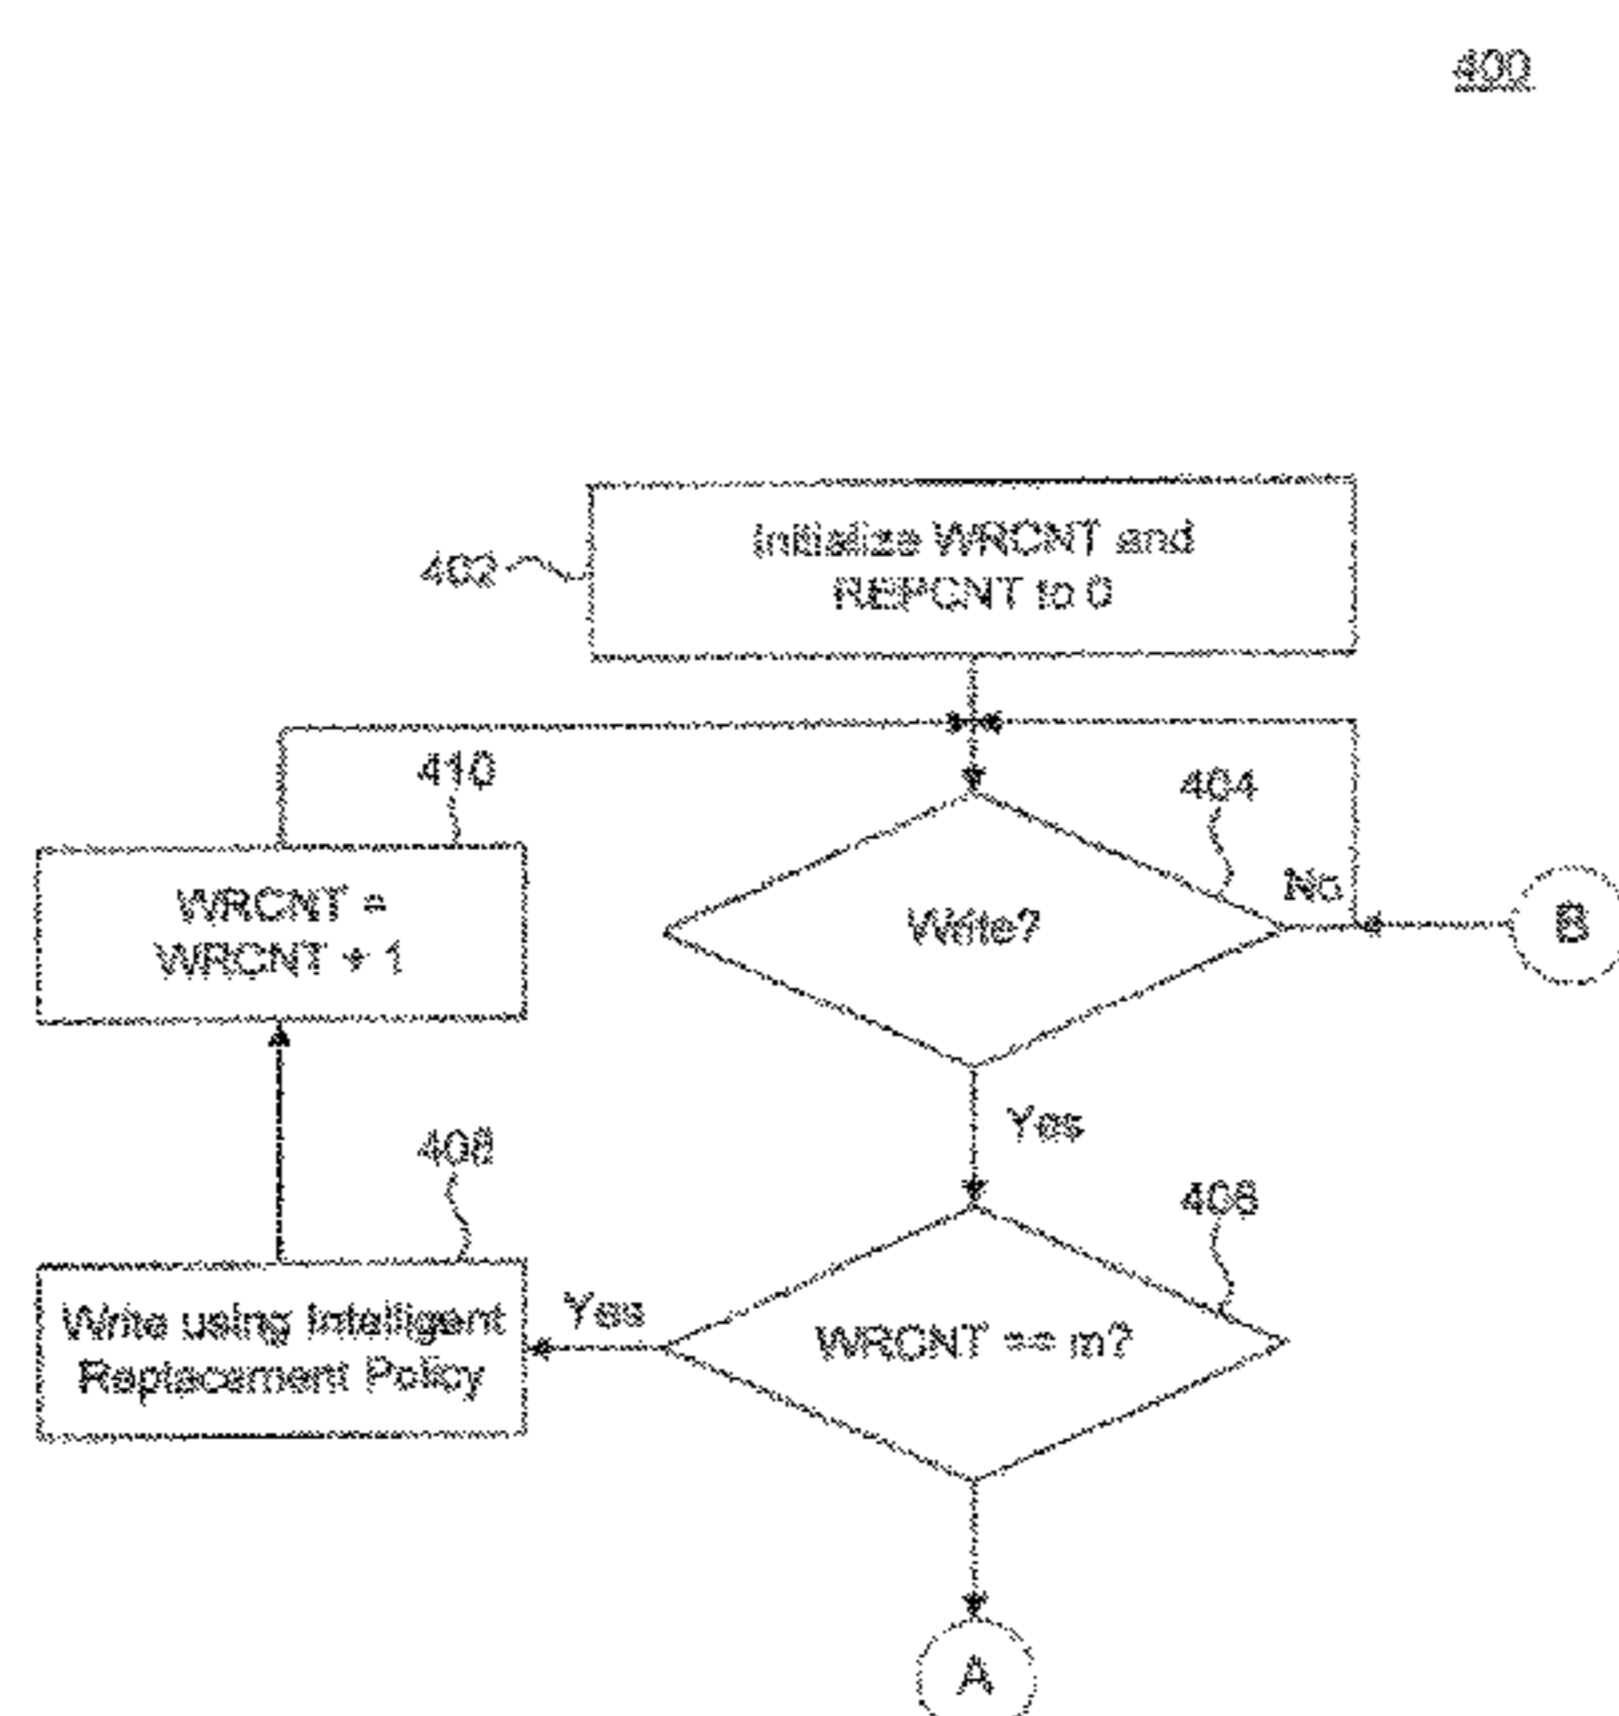 400
Initialize WRCNT and
REPCNT to 0
402
410
404
WRCNT =
WRCNT + 1
Write?
No
B
Yes
408
406
Write using Intelligent
Replacement Policy
Yes
WRCNT == m?
A